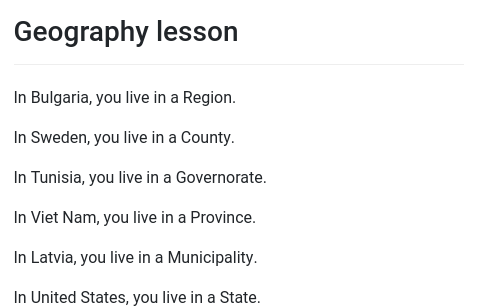 Geography lesson
In Bulgaria, you live in a Region.
In Sweden, you live in a County.
In Tunisia, you live in a Governorate.
In Viet Nam, you live in a Province.
In Latvia, you live in a Municipality.
In United States, you live in a State.